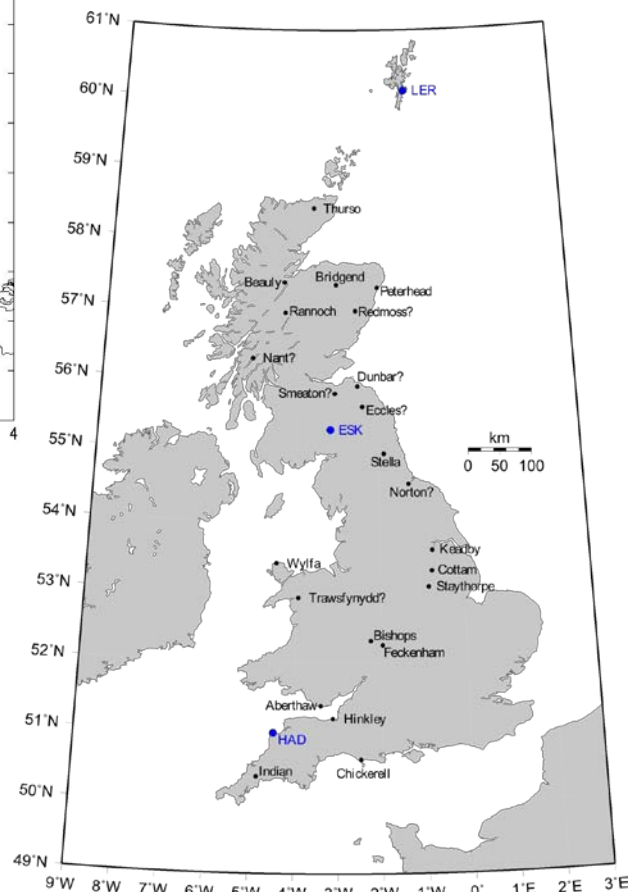 61°N
60°N
LER
59°N
Thurso
58°N
Beauly
Bridgend
Peterhead
57°N
Rannoch
Redmoss?
56°N
Nant?
Dunbar?
Smeaton?
Eccles?
4
55°N
ESK
km
0 50 100
Stella
Norton?
54°N
Keadby
Wylfa
Cottam
53°N
Staythorpe
Trawsfynydd?
52°N
Bishops
Feckenham
Aberthaw
51°N
Hinkley
HAD
Indian
Chickerell
50°N
49°N
9°W 8°W 7°W 6°W 5°W 4°W 3°W 2°W 1°W 0° 1°E 2°E 3°E